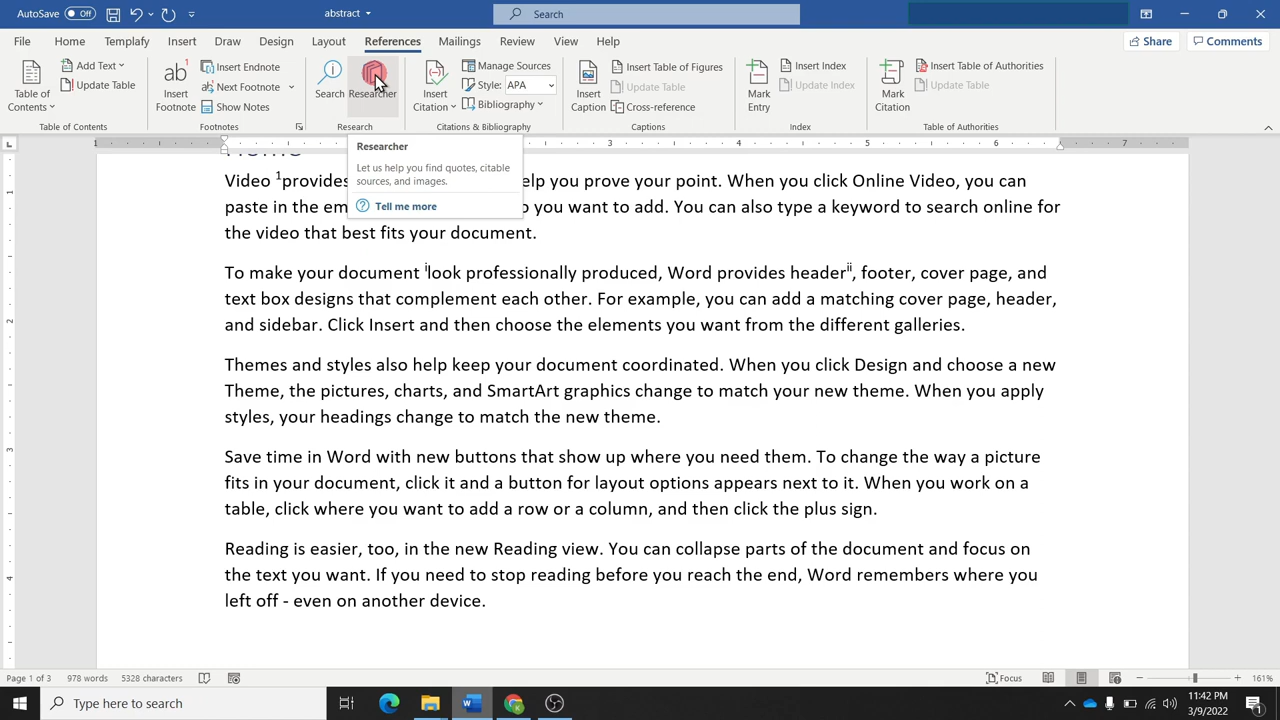 AutoSave Off abstract Search
File Home Templafy Insert Draw Design Layout References Mailings Review View Help Share Comments
Table of Contents Add Text Update Table Table of Contents
ab1 Insert Footnote Insert Endnote Next Footnote Show Notes Footnotes
Search Researcher Research
Insert Citation Manage Sources Style: APA Bibliography Citations & Bibliography
Insert Caption Insert Table of Figures Update Table Cross-reference Captions
Mark Entry Insert Index Update Index Index
Mark Citation Insert Table of Authorities Update Table Table of Authorities
1 3 4 5 6 7
Researcher
Let us help you find quotes, citable
sources, and images.
Tell me more
Video 1provides elp you prove your point. When you click Online Video, you can
paste in the em o you want to add. You can also type a keyword to search online for
the video that best fits your document.
To make your document ilook professionally produced, Word provides headerii, footer, cover page, and
text box designs that complement each other. For example, you can add a matching cover page, header,
and sidebar. Click Insert and then choose the elements you want from the different galleries.
Themes and styles also help keep your document coordinated. When you click Design and choose a new
Theme, the pictures, charts, and SmartArt graphics change to match your new theme. When you apply
styles, your headings change to match the new theme.
Save time in Word with new buttons that show up where you need them. To change the way a picture
fits in your document, click it and a button for layout options appears next to it. When you work on a
table, click where you want to add a row or a column, and then click the plus sign.
Reading is easier, too, in the new Reading view. You can collapse parts of the document and focus on
the text you want. If you need to stop reading before you reach the end, Word remembers where you
left off - even on another device.
Page 1 of 3 978 words 5328 characters Focus 161%
Type here to search 11:42 PM
3/9/2022